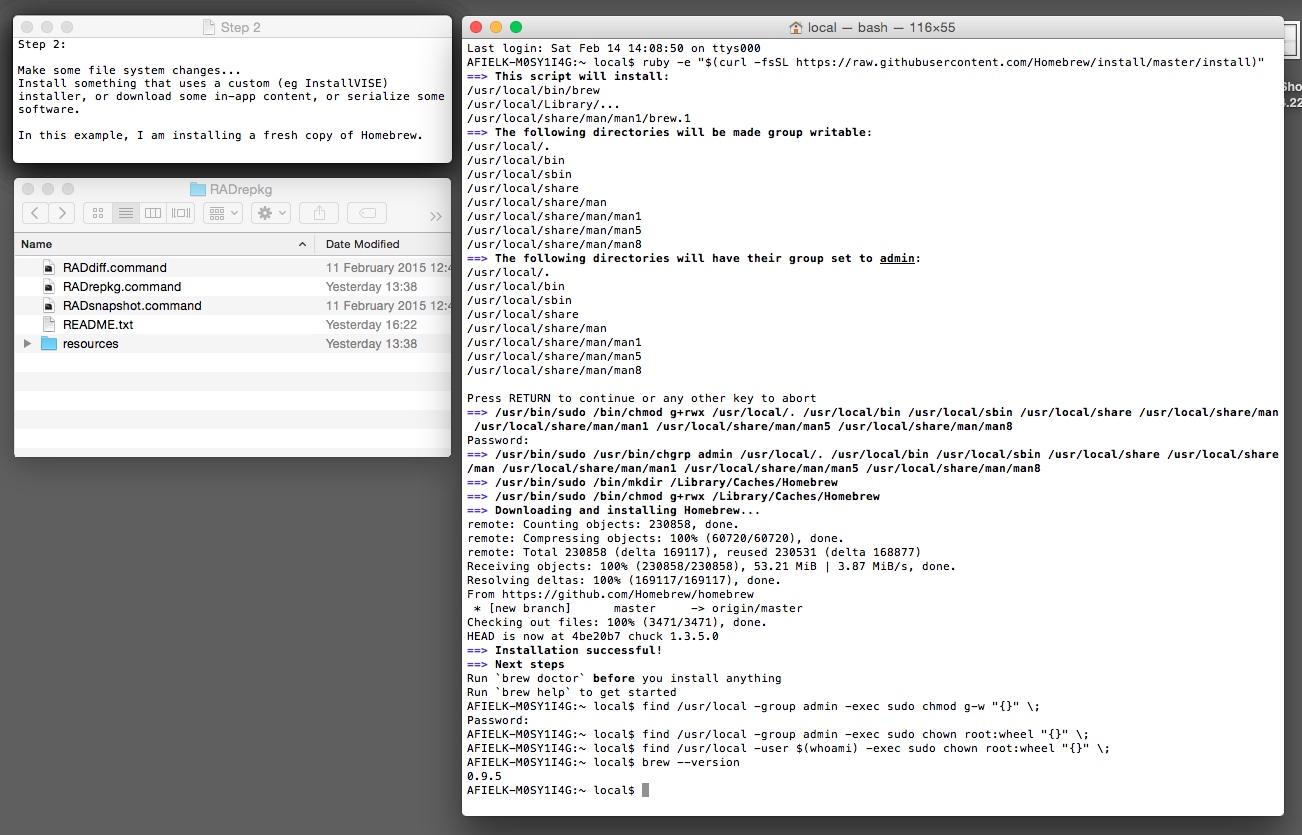 Step 2
Step 2:
Make some file system changes...
Install something that uses a custom (eg InstallVISE)
installer, or download some in-app content, or serialize some
software.
In this example, I am installing a fresh copy of Homebrew.
RADrepkg
Name Date Modified
RADdiff.command 11 February 2015 12:4
RADrepkg.command Yesterday 13:38
RADsnapshot.command 11 February 2015 12:4
README.txt Yesterday 16:22
resources Yesterday 13:38
local — bash — 116×55
Last login: Sat Feb 14 14:08:50 on ttys000
AFIELK-M0SY1I4G:~ local$ ruby -e "$(curl -fsSL https://raw.githubusercontent.com/Homebrew/install/master/install)"
==> This script will install:
/usr/local/bin/brew
/usr/local/Library/...
/usr/local/share/man/man1/brew.1
==> The following directories will be made group writable:
/usr/local/.
/usr/local/bin
/usr/local/sbin
/usr/local/share
/usr/local/share/man
/usr/local/share/man/man1
/usr/local/share/man/man5
/usr/local/share/man/man8
==> The following directories will have their group set to admin:
/usr/local/.
/usr/local/bin
/usr/local/sbin
/usr/local/share
/usr/local/share/man
/usr/local/share/man/man1
/usr/local/share/man/man5
/usr/local/share/man/man8
Press RETURN to continue or any other key to abort
==> /usr/bin/sudo /bin/chmod g+rwx /usr/local/. /usr/local/bin /usr/local/sbin /usr/local/share /usr/local/share/man
/usr/local/share/man/man1 /usr/local/share/man/man5 /usr/local/share/man/man8
Password:
==> /usr/bin/sudo /usr/bin/chgrp admin /usr/local/. /usr/local/bin /usr/local/sbin /usr/local/share /usr/local/share
/man /usr/local/share/man/man1 /usr/local/share/man/man5 /usr/local/share/man/man8
==> /usr/bin/sudo /bin/mkdir /Library/Caches/Homebrew
==> /usr/bin/sudo /bin/chmod g+rwx /Library/Caches/Homebrew
==> Downloading and installing Homebrew...
remote: Counting objects: 230858, done.
remote: Compressing objects: 100% (60720/60720), done.
remote: Total 230858 (delta 169117), reused 230531 (delta 168877)
Receiving objects: 100% (230858/230858), 53.21 MiB | 3.87 MiB/s, done.
Resolving deltas: 100% (169117/169117), done.
From https://github.com/Homebrew/homebrew
* [new branch]      master     -> origin/master
Checking out files: 100% (3471/3471), done.
HEAD is now at 4be20b7 chuck 1.3.5.0
==> Installation successful!
==> Next steps
Run `brew doctor` before you install anything
Run `brew help` to get started
AFIELK-M0SY1I4G:~ local$ find /usr/local -group admin -exec sudo chmod g-w "{}" \;
Password:
AFIELK-M0SY1I4G:~ local$ find /usr/local -group admin -exec sudo chown root:wheel "{}" \;
AFIELK-M0SY1I4G:~ local$ find /usr/local -user $(whoami) -exec sudo chown root:wheel "{}" \;
AFIELK-M0SY1I4G:~ local$ brew --version
0.9.5
AFIELK-M0SY1I4G:~ local$